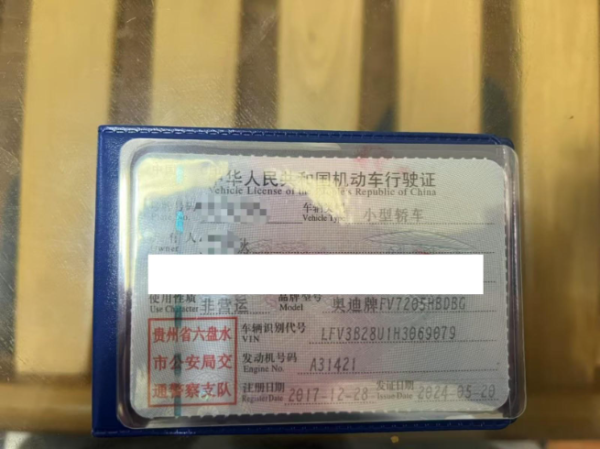 中华人民共和国机动车行驶证
Vehicle License of the People's Republic of China
车辆类型 小型轿车
Vehicle Type
人
使用性质 非营运 品牌型号 奥迪牌FV7205HBDBG
Use Character Model
贵州省六盘水
市公安局交
通警察支队
车辆识别代号 LFV3B28U1H3069879
VIN
发动机号码 A31421
Engine No.
注册日期 2017-12-28 发证日期 2024-05-20
Register Date Issue Date